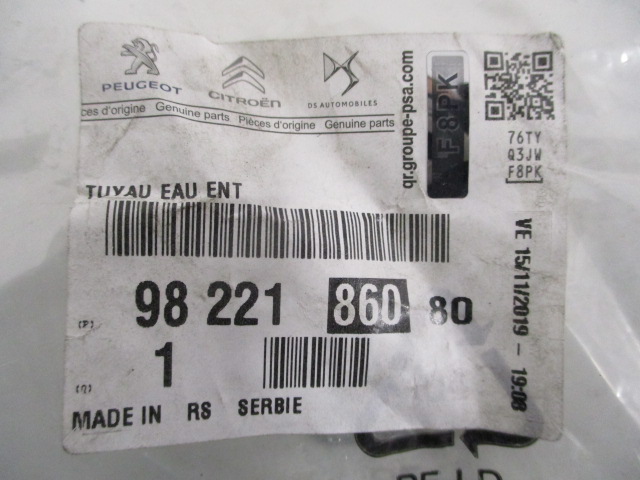 PEUGEOT
CITROËN
DS AUTOMOBILES
ces d'origine Genuine parts Pièces d'origine Genuine parts
qr.groupe-psa.com
F8PK
76TY
Q3JW
F8PK
TUYAU EAU ENT
(P) 98 221 860 80
(Q) 1
MADE IN RS SERBIE
VE 15/11/2019 - 19:08